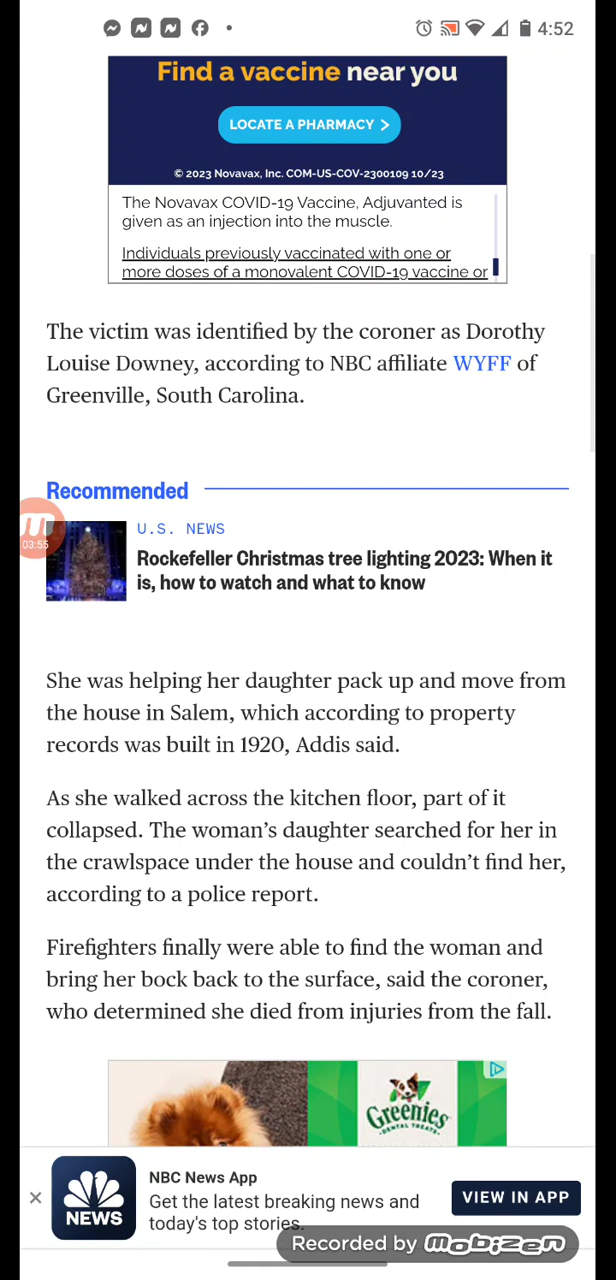 4:52
Find a vaccine near you
LOCATE A PHARMACY >
© 2023 Novavax, Inc. COM-US-COV-2300109 10/23
The Novavax COVID-19 Vaccine, Adjuvanted is
given as an injection into the muscle.
Individuals previously vaccinated with one or
more doses of a monovalent COVID-19 vaccine or
The victim was identified by the coroner as Dorothy
Louise Downey, according to NBC affiliate WYFF of
Greenville, South Carolina.
Recommended
03:55
U.S. NEWS
Rockefeller Christmas tree lighting 2023: When it
is, how to watch and what to know
She was helping her daughter pack up and move from
the house in Salem, which according to property
records was built in 1920, Addis said.
As she walked across the kitchen floor, part of it
collapsed. The woman's daughter searched for her in
the crawlspace under the house and couldn't find her,
according to a police report.
Firefighters finally were able to find the woman and
bring her bock back to the surface, said the coroner,
who determined she died from injuries from the fall.
Greenies
DENTAL TREATS
NBC News App
Get the latest breaking news and
today's top stories.
NEWS
VIEW IN APP
Recorded by mobizen